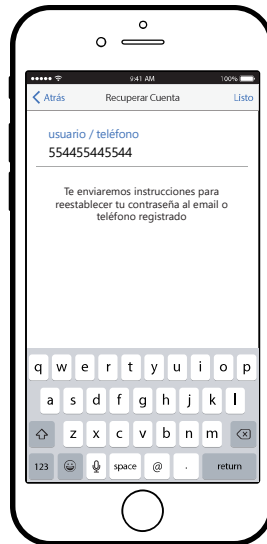 9:41 AM 100%
Atrás Recuperar Cuenta Listo
usuario / teléfono
554455445544
Te enviaremos instrucciones para
reestablecer tu contraseña al email o
teléfono registrado
q w e r t y u i o p
a s d f g h j k l
z x c v b n m
123 space @ . return